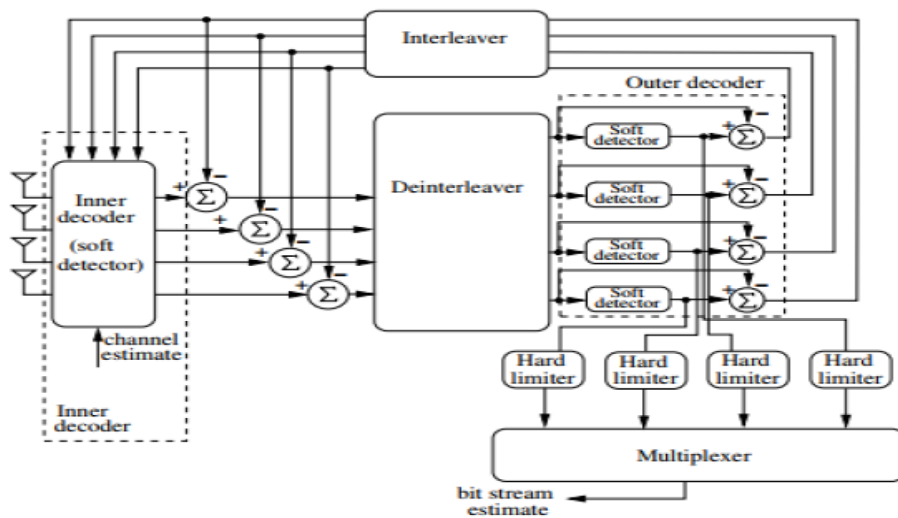 Interleaver
Outer decoder
− 
+ Σ
Soft
detector
Inner
decoder
(soft
detector)
− 
+ Σ
Deinterleaver
− 
+ Σ
Soft
detector
− 
+ Σ
− 
+ Σ
Soft
detector
− 
+ Σ
− 
+ Σ
Soft
detector
− 
+ Σ
channel
estimate
Inner
decoder
Hard
limiter
Hard
limiter
Hard
limiter
Hard
limiter
Multiplexer
bit stream
estimate